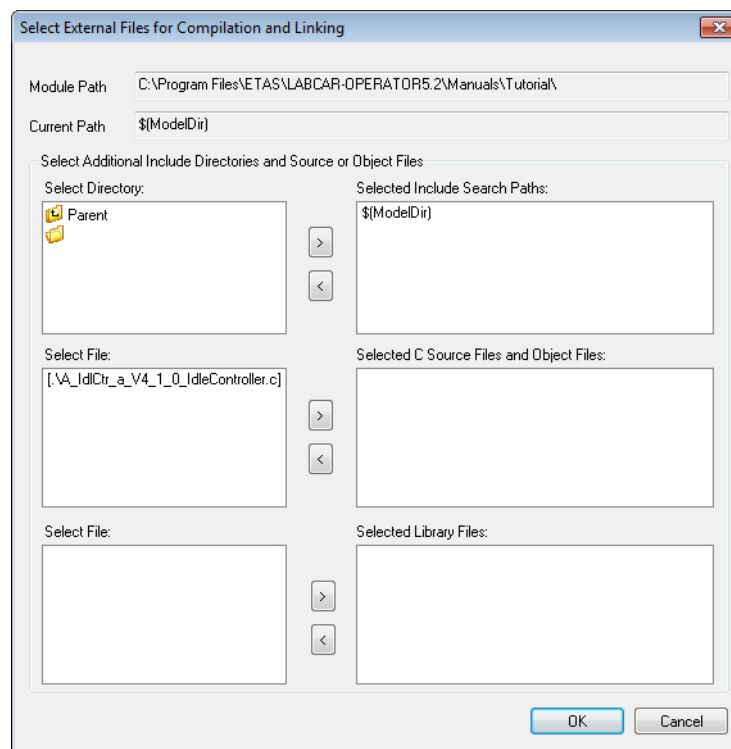 Select External Files for Compilation and Linking
Module Path
C:\Program Files\ETAS\LABCAR-OPERATOR5.2\Manuals\Tutorial\
Current Path
$(ModelDir)
Select Additional Include Directories and Source or Object Files
Select Directory:
Selected Include Search Paths:
Parent
$(ModelDir)
>
<
Select File:
Selected C Source Files and Object Files:
[.\A_IdlCtr_a_V4_1_0_IdleController.c]
>
<
Select File:
Selected Library Files:
>
<
OK
Cancel